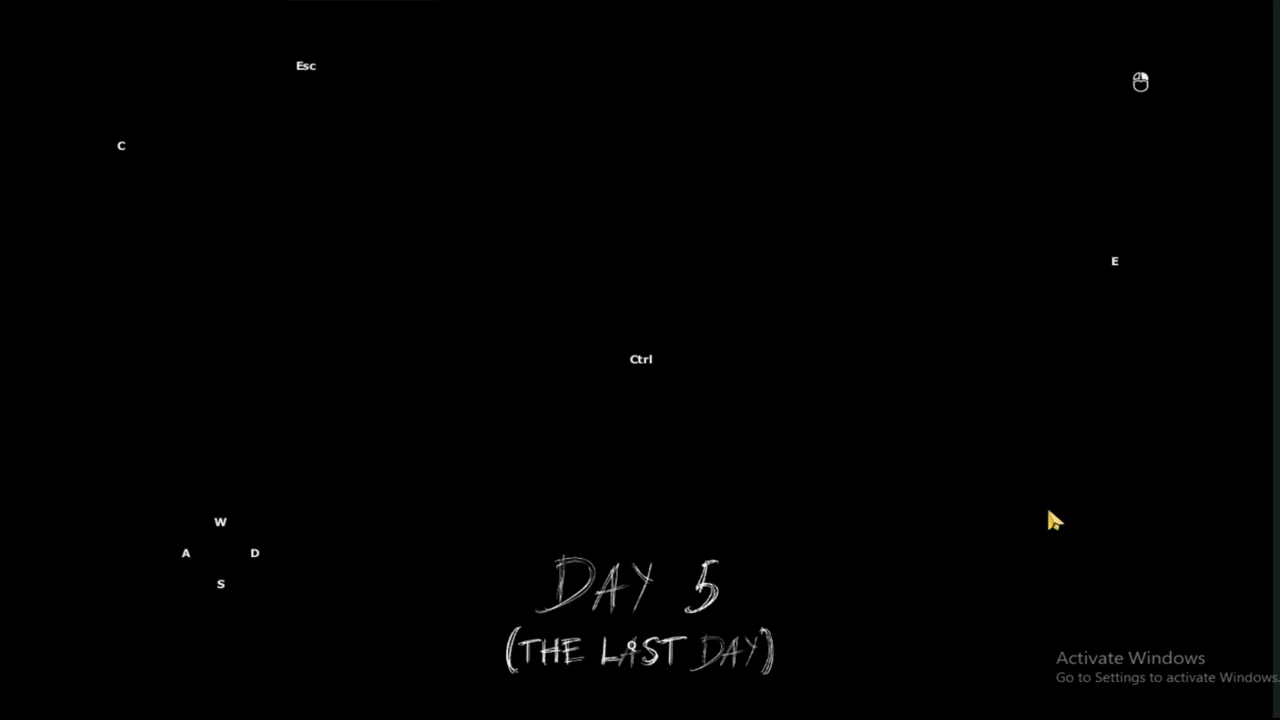 Esc
C
E
Ctrl
W
A D
S
DAY 5
(THE LAST DAY)
Activate Windows
Go to Settings to activate Windows.